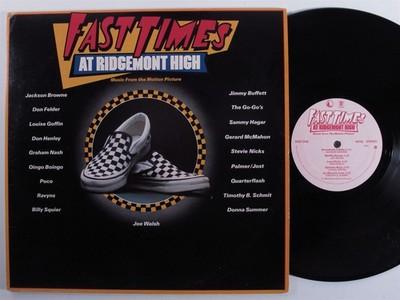 FAST TIMES
AT RIDGEMONT HIGH
Music From the Motion Picture
Jackson Browne
Don Felder
Louise Goffin
Don Henley
Graham Nash
Oingo Boingo
Poco
Ravyns
Billy Squier
Jimmy Buffett
The Go-Go's
Sammy Hagar
Gerard McMahon
Stevie Nicks
Palmer/Jost
Quarterflash
Timothy B. Schmit
Donna Summer
Joe Walsh
FAST TIMES
AT RIDGEMONT HIGH